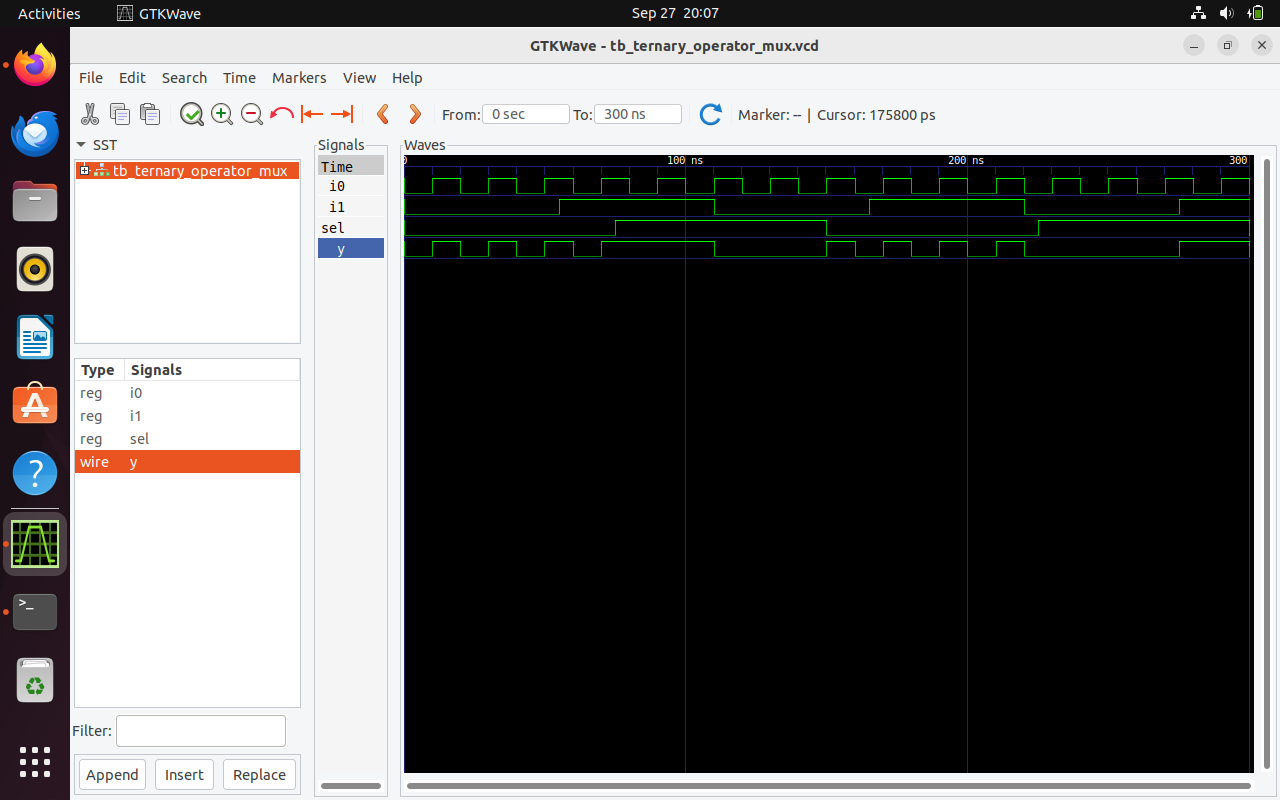 Activities GTKWave Sep 27 20:07
GTKWave - tb_ternary_operator_mux.vcd
File Edit Search Time Markers View Help
From: 0 sec To: 300 ns Marker: -- | Cursor: 175800 ps
SST
tb_ternary_operator_mux
Type Signals
reg i0
reg i1
reg sel
wire y
Filter:
Append Insert Replace
Signals
Time
i0
i1
sel
y
Waves
0 100 ns 200 ns 300